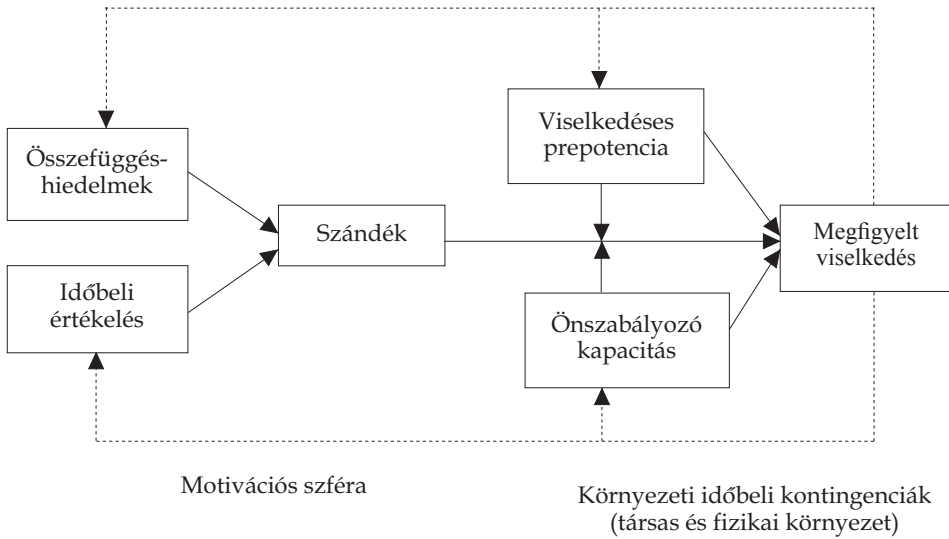 Összefüggés-
hiedelmek
Időbeli
értékelés
Szándék
Viselkedéses
prepotencia
Önszabályozó
kapacitás
Megfigyelt
viselkedés
Motivációs szféra
Környezeti időbeli kontingenciák
(társas és fizikai környezet)